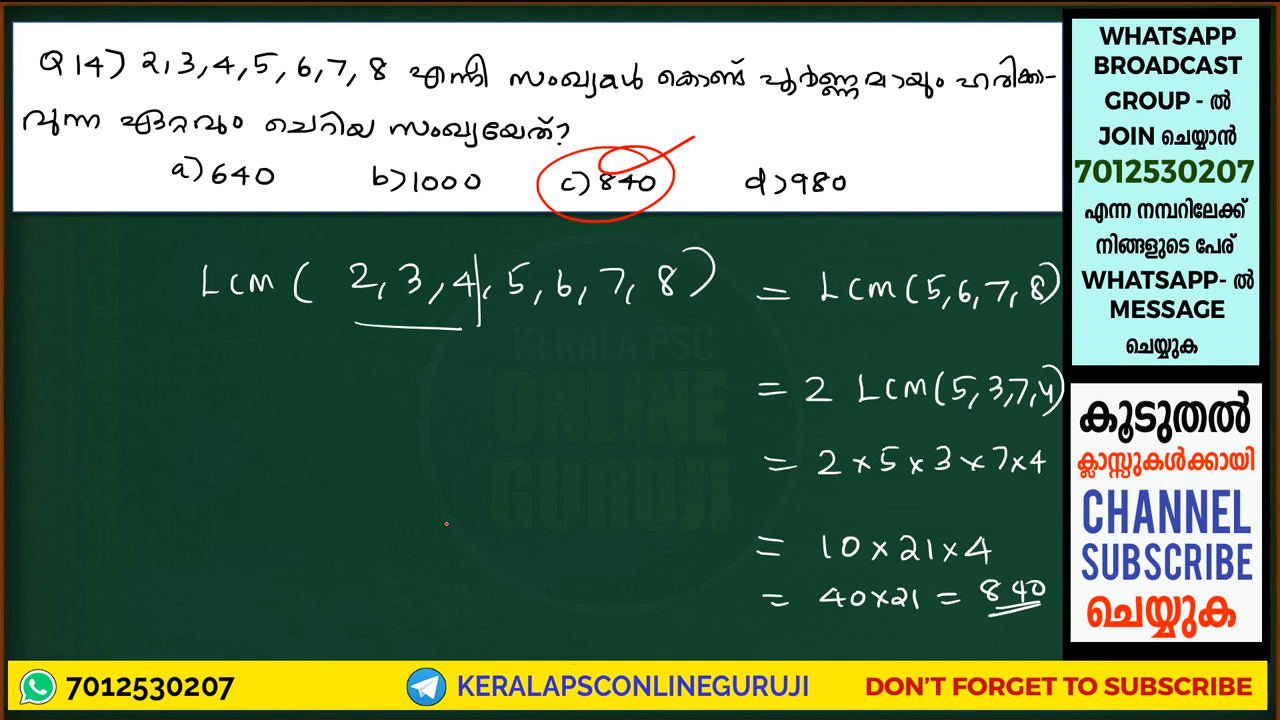 Q 14) 2,3,4,5,6,7,8 എന്നീ സംഖ്യകൾ കൊണ്ട് പൂർണ്ണമായും ഹരിക്കാ-
വുന്ന ഏറ്റവും ചെറിയ സംഖ്യയേത്?
a) 640 b) 1000 c) 840 d) 980
Lcm ( 2, 3, 4, 5, 6, 7, 8 ) = Lcm (5, 6, 7, 8)
= 2 Lcm (5, 3, 7, 4)
= 2 × 5 × 3 × 7 × 4
= 10 × 21 × 4
= 40 × 21 = 840
KERALA PSC
ONLINE
GURUJI
WHATSAPP
BROADCAST
GROUP - ൽ
JOIN ചെയ്യാൻ
7012530207
എന്ന നമ്പറിലേക്ക്
നിങ്ങളുടെ പേര്
WHATSAPP- ൽ
MESSAGE
ചെയ്യുക
കൂടുതൽ
ക്ലാസ്സുകൾക്കായി
CHANNEL
SUBSCRIBE
ചെയ്യുക
7012530207 KERALAPSCONLINEGURUJI DON'T FORGET TO SUBSCRIBE